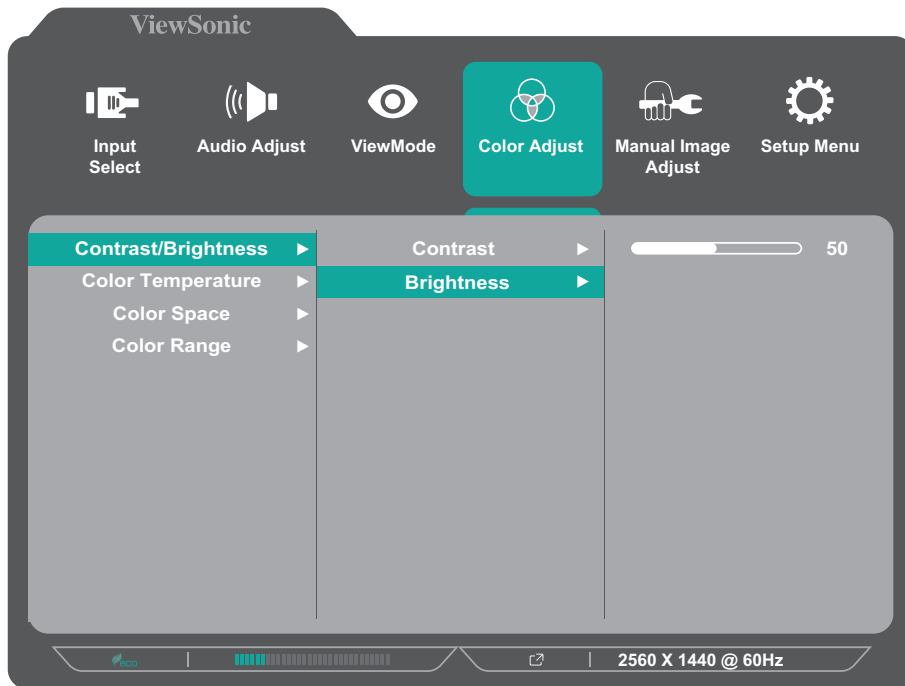 ViewSonic
Input
Select
Audio Adjust
ViewMode
Color Adjust
Manual Image
Adjust
Setup Menu
Contrast/Brightness
Color Temperature
Color Space
Color Range
Contrast
Brightness
50
eco
2560 X 1440 @ 60Hz